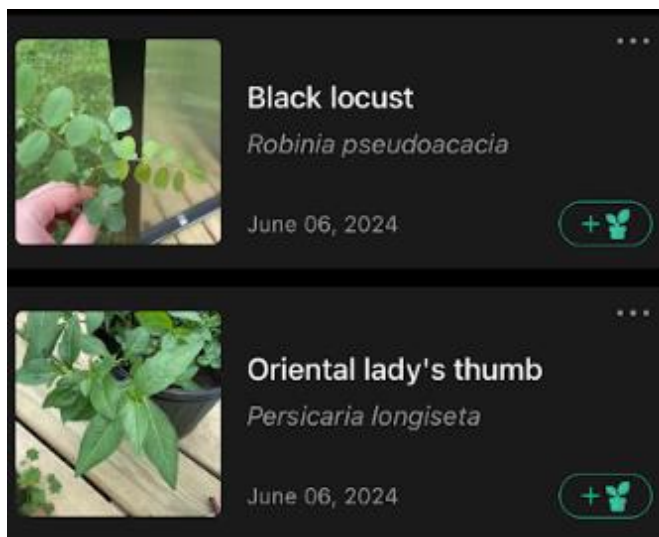 Black locust
Robinia pseudoacacia
June 06, 2024
Oriental lady's thumb
Persicaria longiseta
June 06, 2024